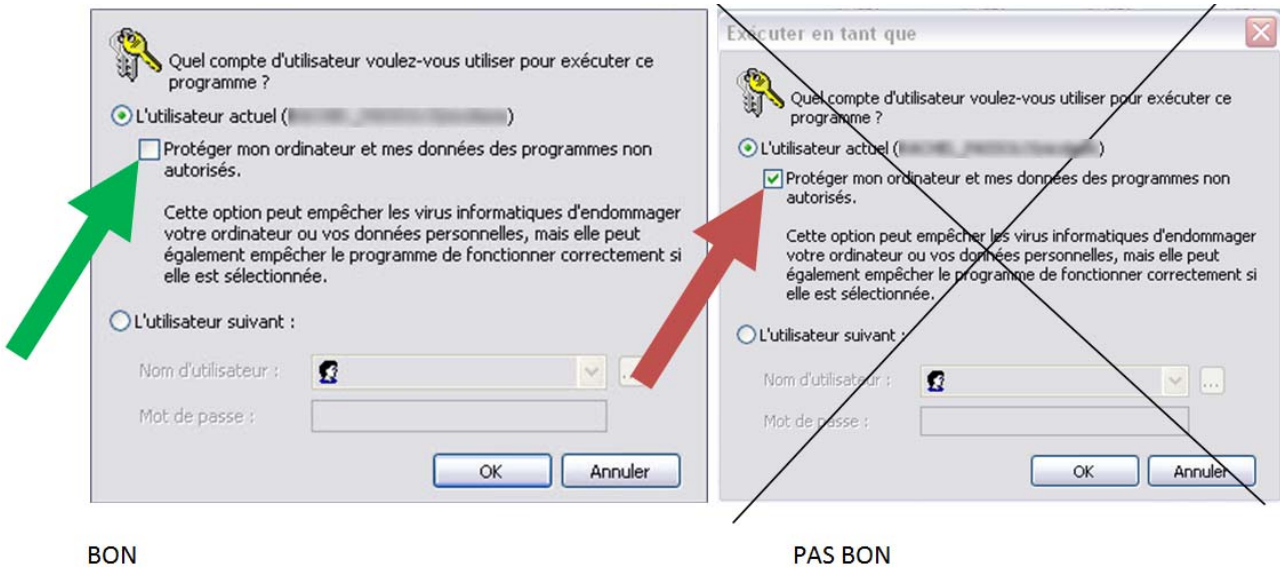 Quel compte d'utilisateur voulez-vous utiliser pour exécuter ce
programme ?
L'utilisateur actuel ( )
Protéger mon ordinateur et mes données des programmes non
autorisés.
Cette option peut empêcher les virus informatiques d'endommager
votre ordinateur ou vos données personnelles, mais elle peut
également empêcher le programme de fonctionner correctement si
elle est sélectionnée.
L'utilisateur suivant :
Nom d'utilisateur :
...
Mot de passe :
OK
Annuler
BON
Exécuter en tant que
Quel compte d'utilisateur voulez-vous utiliser pour exécuter ce
programme ?
L'utilisateur actuel ( )
Protéger mon ordinateur et mes données des programmes non
autorisés.
Cette option peut empêcher les virus informatiques d'endommager
votre ordinateur ou vos données personnelles, mais elle peut
également empêcher le programme de fonctionner correctement si
elle est sélectionnée.
L'utilisateur suivant :
Nom d'utilisateur :
...
Mot de passe :
OK
Annuler
PAS BON